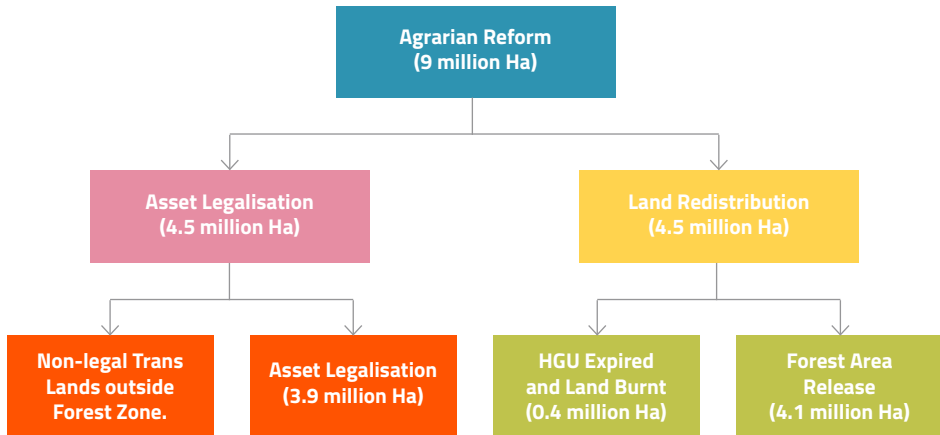 Agrarian Reform
(9 million Ha)
Asset Legalisation
(4.5 million Ha)
Land Redistribution
(4.5 million Ha)
Non-legal Trans
Lands outside
Forest Zone.
Asset Legalisation
(3.9 million Ha)
HGU Expired
and Land Burnt
(0.4 million Ha)
Forest Area
Release
(4.1 million Ha)